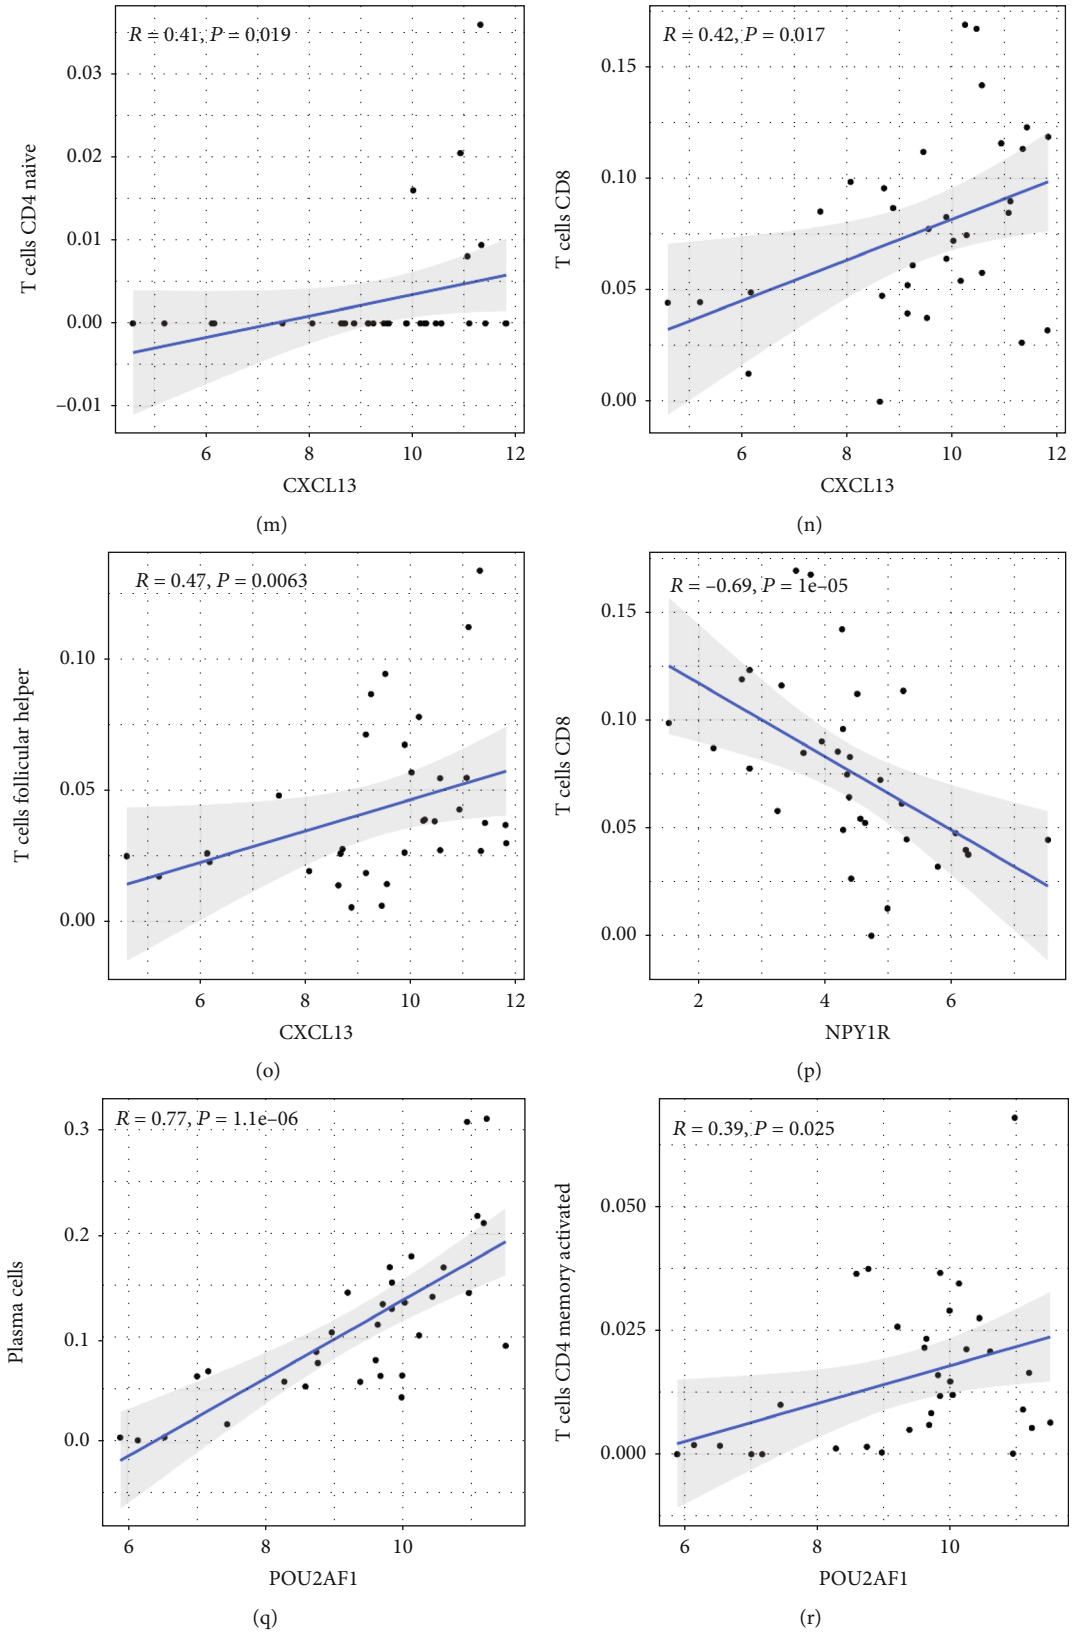 R = 0.41, P = 0.019
T cells CD4 naive
0.03
0.02
0.01
0.00
–0.01
6 8 10 12
CXCL13
(m)
R = 0.42, P = 0.017
T cells CD8
0.15
0.10
0.05
0.00
6 8 10 12
CXCL13
(n)
R = 0.47, P = 0.0063
T cells follicular helper
0.10
0.05
0.00
6 8 10 12
CXCL13
(o)
R = –0.69, P = 1e–05
T cells CD8
0.15
0.10
0.05
0.00
2 4 6
NPY1R
(p)
R = 0.77, P = 1.1e–06
Plasma cells
0.3
0.2
0.1
0.0
6 8 10
POU2AF1
(q)
R = 0.39, P = 0.025
T cells CD4 memory activated
0.050
0.025
0.000
6 8 10
POU2AF1
(r)